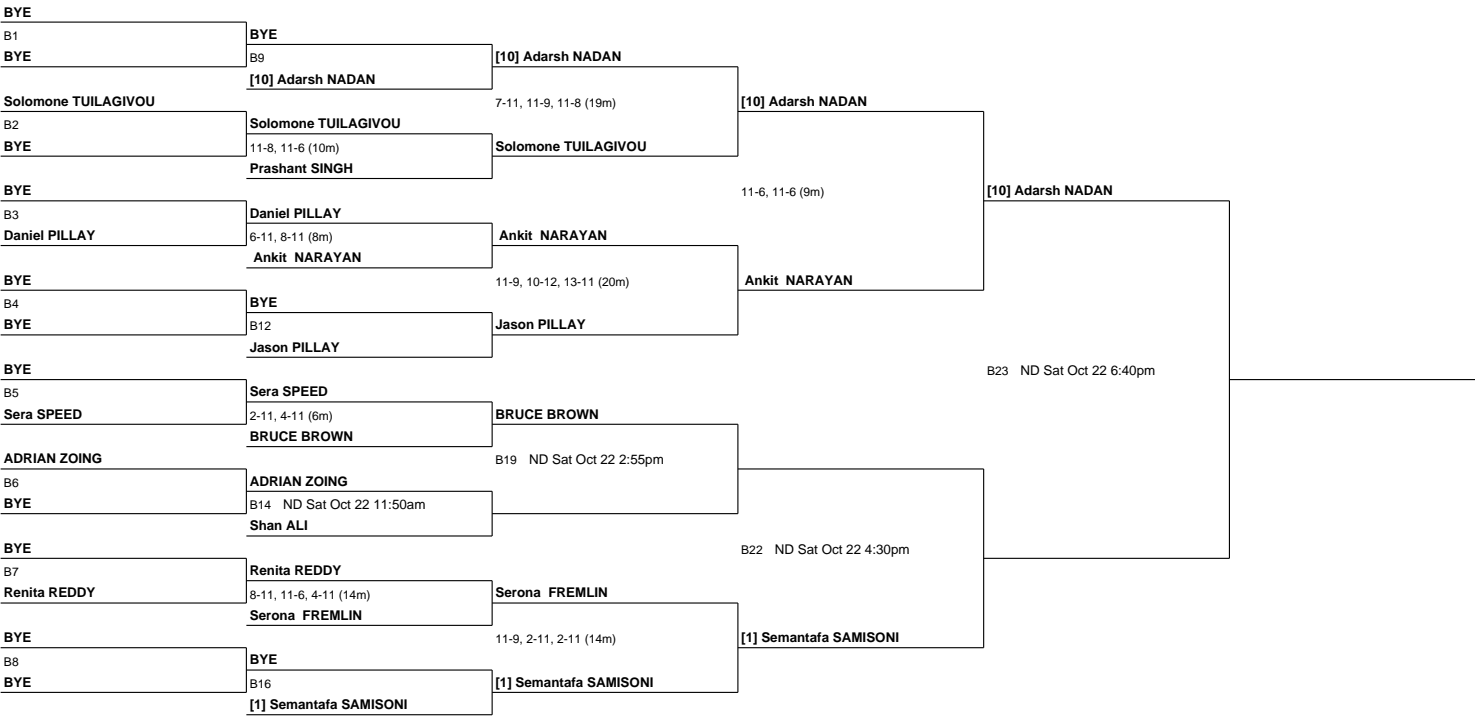 BYE
B1
BYE
Solomone TUILAGIVOU
B2
BYE
BYE
B3
Daniel PILLAY
BYE
B4
BYE
BYE
B5
Sera SPEED
ADRIAN ZOING
B6
BYE
BYE
B7
Renita REDDY
BYE
B8
BYE
BYE
B9
[10] Adarsh NADAN
Solomone TUILAGIVOU
11-8, 11-6 (10m)
Prashant SINGH
Daniel PILLAY
6-11, 8-11 (8m)
Ankit NARAYAN
BYE
B12
Jason PILLAY
Sera SPEED
2-11, 4-11 (6m)
BRUCE BROWN
ADRIAN ZOING
B14 ND Sat Oct 22 11:50am
Shan ALI
Renita REDDY
8-11, 11-6, 4-11 (14m)
Serona FREMLIN
BYE
B16
[1] Semantafa SAMISONI
[10] Adarsh NADAN
7-11, 11-9, 11-8 (19m)
Solomone TUILAGIVOU
Ankit NARAYAN
11-9, 10-12, 13-11 (20m)
Jason PILLAY
BRUCE BROWN
B19 ND Sat Oct 22 2:55pm
Serona FREMLIN
11-9, 2-11, 2-11 (14m)
[1] Semantafa SAMISONI
[10] Adarsh NADAN
11-6, 11-6 (9m)
Ankit NARAYAN
B22 ND Sat Oct 22 4:30pm
[1] Semantafa SAMISONI
[10] Adarsh NADAN
B23 ND Sat Oct 22 6:40pm